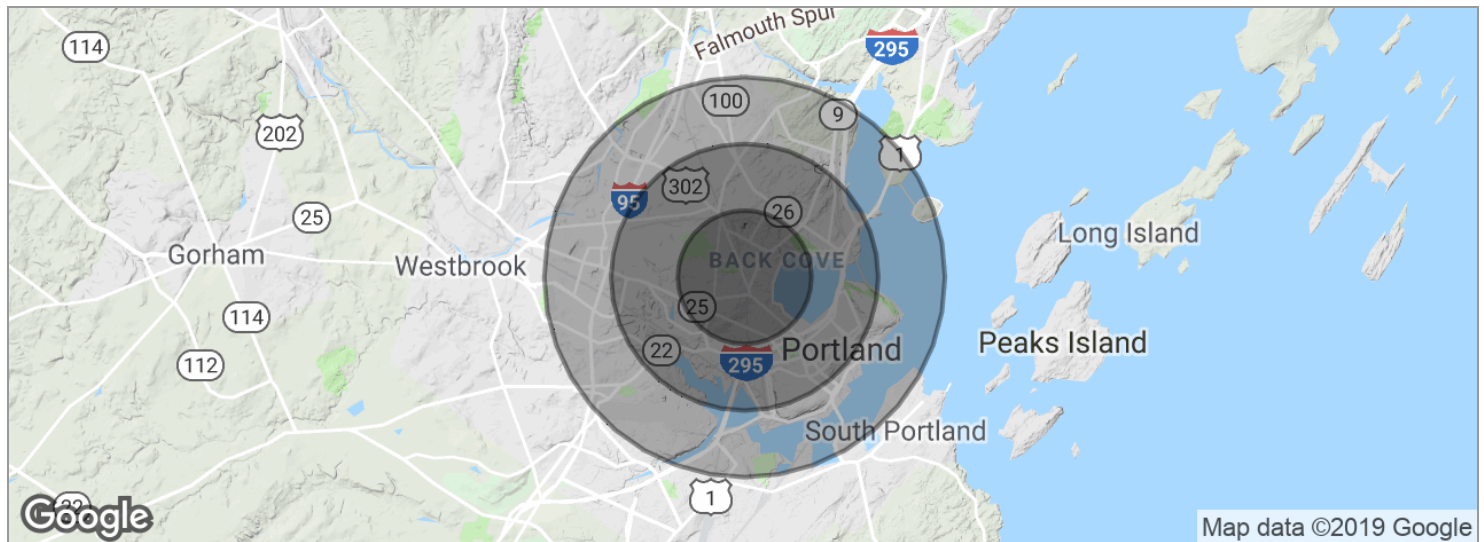 Falmouth Spur
114
295
100
9
202
1
302
95
26
25
Long Island
Gorham
Westbrook
BACK COVE
25
114
Peaks Island
22
Portland
112
295
South Portland
1
22
Google
Map data ©2019 Google